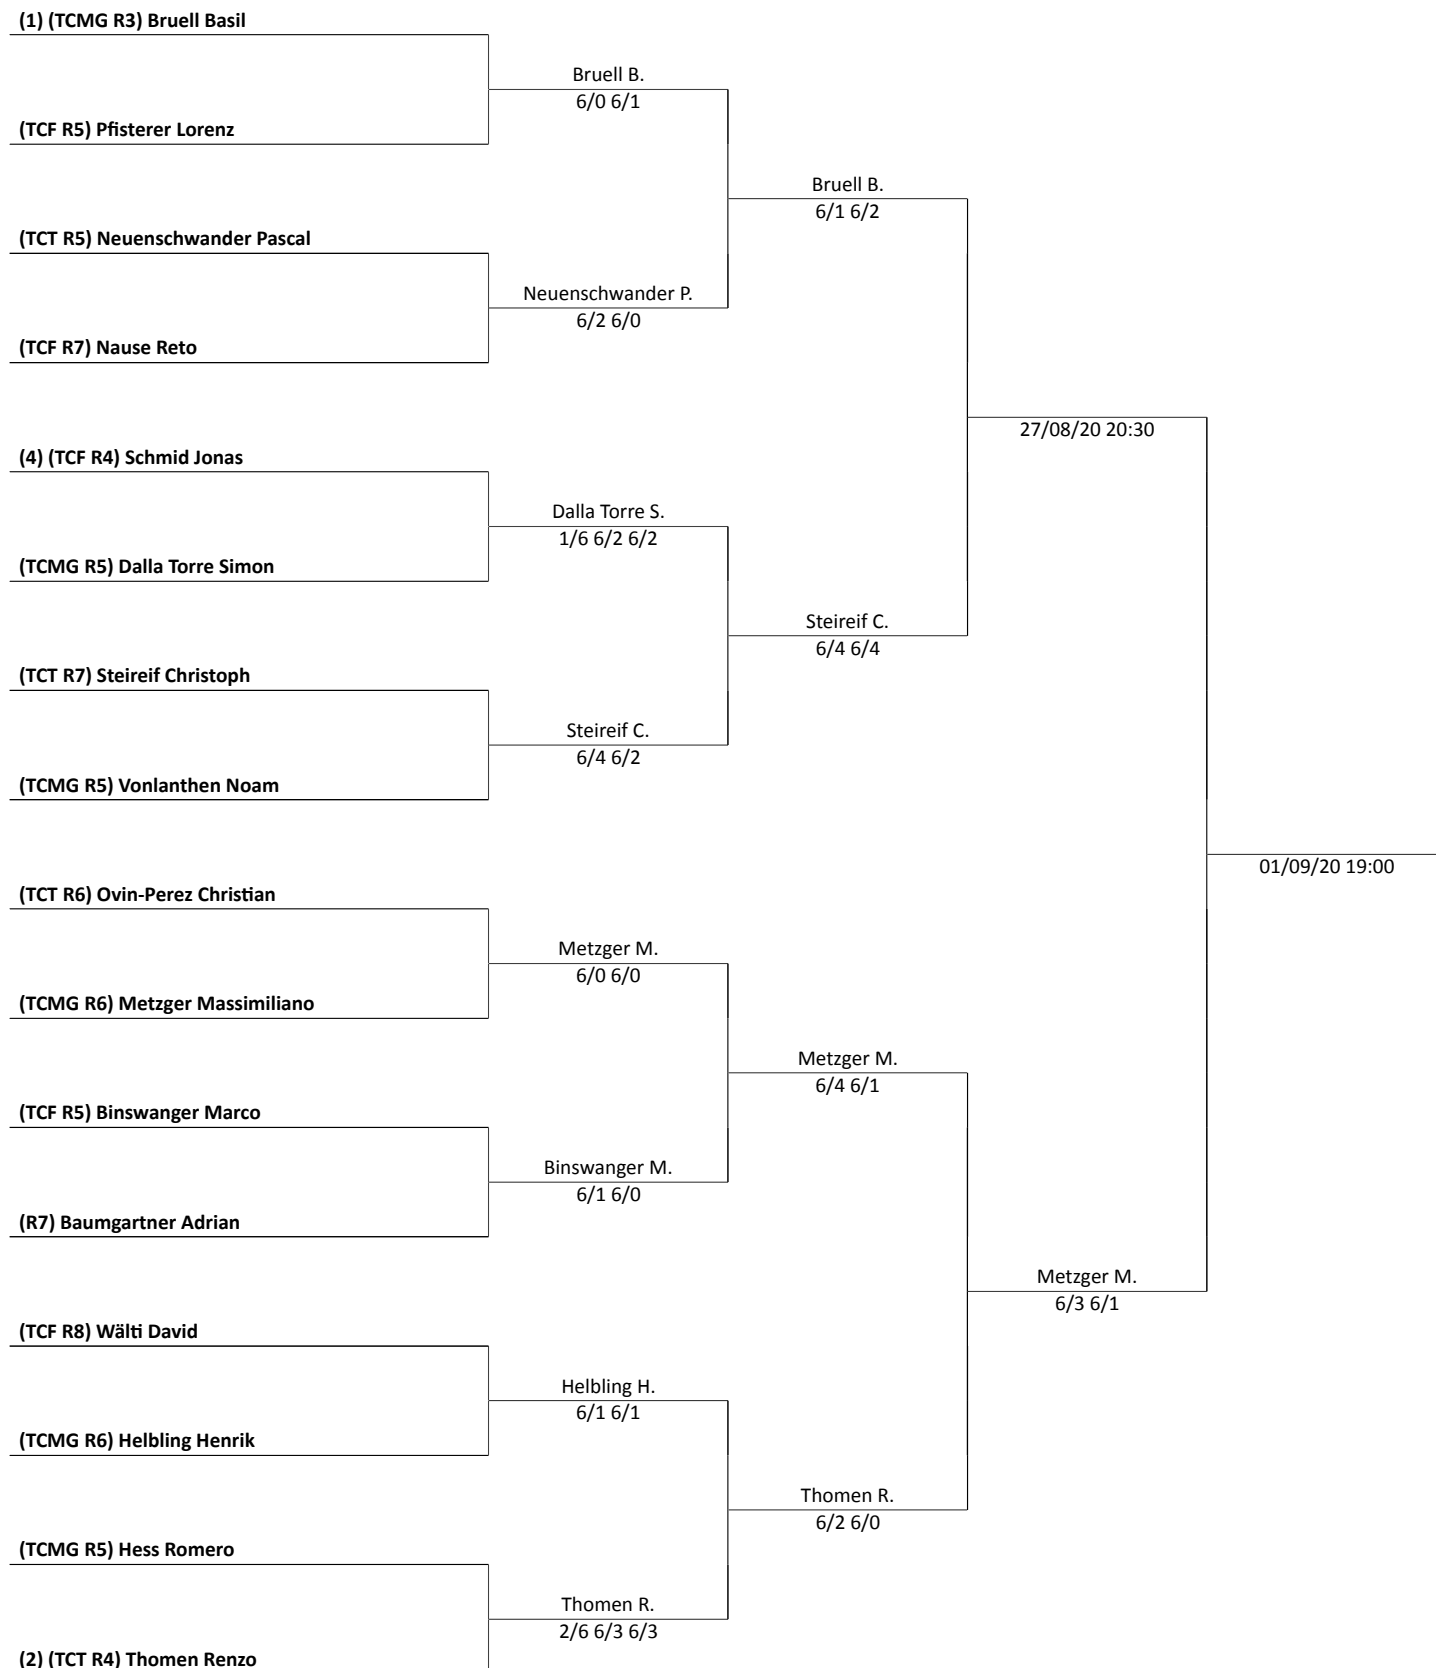 (1) (TCMG R3) Bruell Basil
Bruell B.
6/0 6/1
(TCF R5) Pfisterer Lorenz
Bruell B.
6/1 6/2
(TCT R5) Neuenschwander Pascal
Neuenschwander P.
6/2 6/0
(TCF R7) Nause Reto
27/08/20 20:30
(4) (TCF R4) Schmid Jonas
Dalla Torre S.
1/6 6/2 6/2
(TCMG R5) Dalla Torre Simon
Steireif C.
6/4 6/4
(TCT R7) Steireif Christoph
Steireif C.
6/4 6/2
(TCMG R5) Vonlanthen Noam
01/09/20 19:00
(TCT R6) Ovin-Perez Christian
Metzger M.
6/0 6/0
(TCMG R6) Metzger Massimiliano
Metzger M.
6/4 6/1
(TCF R5) Binswanger Marco
Binswanger M.
6/1 6/0
(R7) Baumgartner Adrian
Metzger M.
6/3 6/1
(TCF R8) Wälti David
Helbling H.
6/1 6/1
(TCMG R6) Helbling Henrik
Thomen R.
6/2 6/0
(TCMG R5) Hess Romero
Thomen R.
2/6 6/3 6/3
(2) (TCT R4) Thomen Renzo